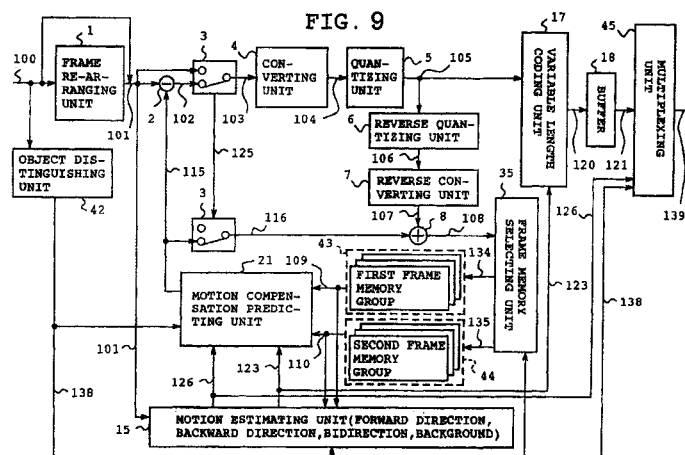 FIG. 9
100
1
FRAME
RE-AR-
RANGING
UNIT
101
2
102
3
103
4
CON-
VERTING
UNIT
104
5
QUAN-
TIZING
UNIT
105
17
VARIABLE LENGTH
CODING UNIT
120
18
BUFFER
121
45
MULTIPLEXING
UNIT
139
OBJECT DIS-
TINGUISHING
UNIT
42
115
125
6
REVERSE QUAN-
TIZING UNIT
106
7
REVERSE CON-
VERTING UNIT
107
8
108
35
FRAME MEMORY
SELECTING UNIT
3
116
126
123
138
21
MOTION COMPEN-
SATION PREDIC-
TING UNIT
109
43
FIRST FRAME
MEMORY
GROUP
134
110
SECOND FRAME
MEMORY
GROUP
135
44
101
138
126
123
15
MOTION ESTIMATING UNIT(FORWARD DIRECTION,
BACKWARD DIRECTION,BIDIRECTION,BACKGROUND)